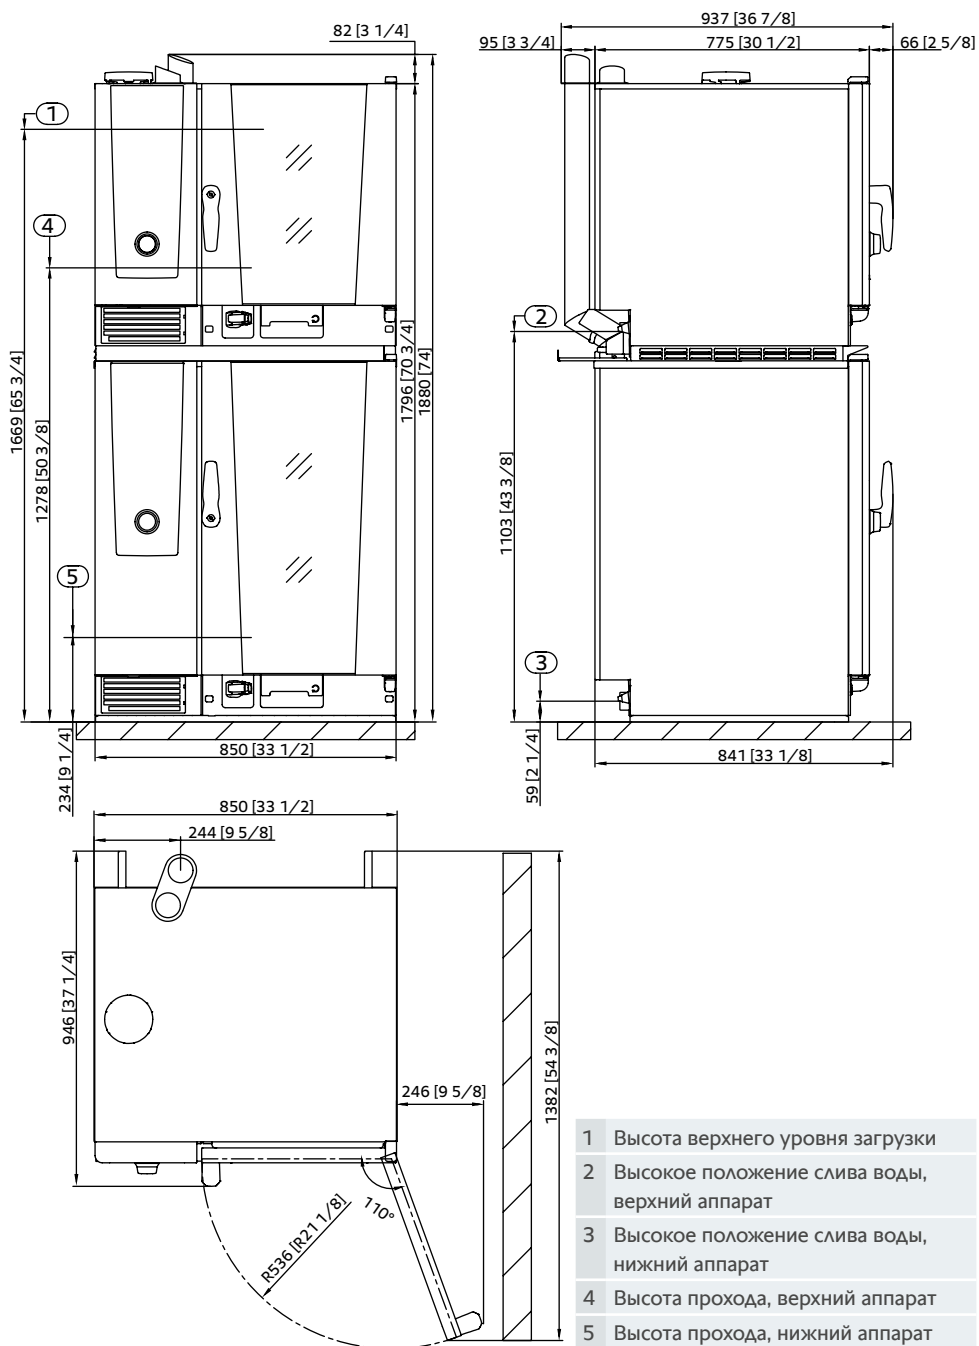 82 [3 1/4]
1
4
1669 [65 3/4]
1278 [50 3/8]
5
1796 [70 3/4]
1880 [74]
234 [9 1/4]
850 [33 1/2]
937 [36 7/8]
95 [3 3/4]
775 [30 1/2]
66 [2 5/8]
2
1103 [43 3/8]
3
59 [2 1/4]
841 [33 1/8]
850 [33 1/2]
244 [9 5/8]
946 [37 1/4]
246 [9 5/8]
1382 [54 3/8]
110°
R536 [R21 1/8]
1 Высота верхнего уровня загрузки
2 Высокое положение слива воды,
верхний аппарат
3 Высокое положение слива воды,
нижний аппарат
4 Высота прохода, верхний аппарат
5 Высота прохода, нижний аппарат